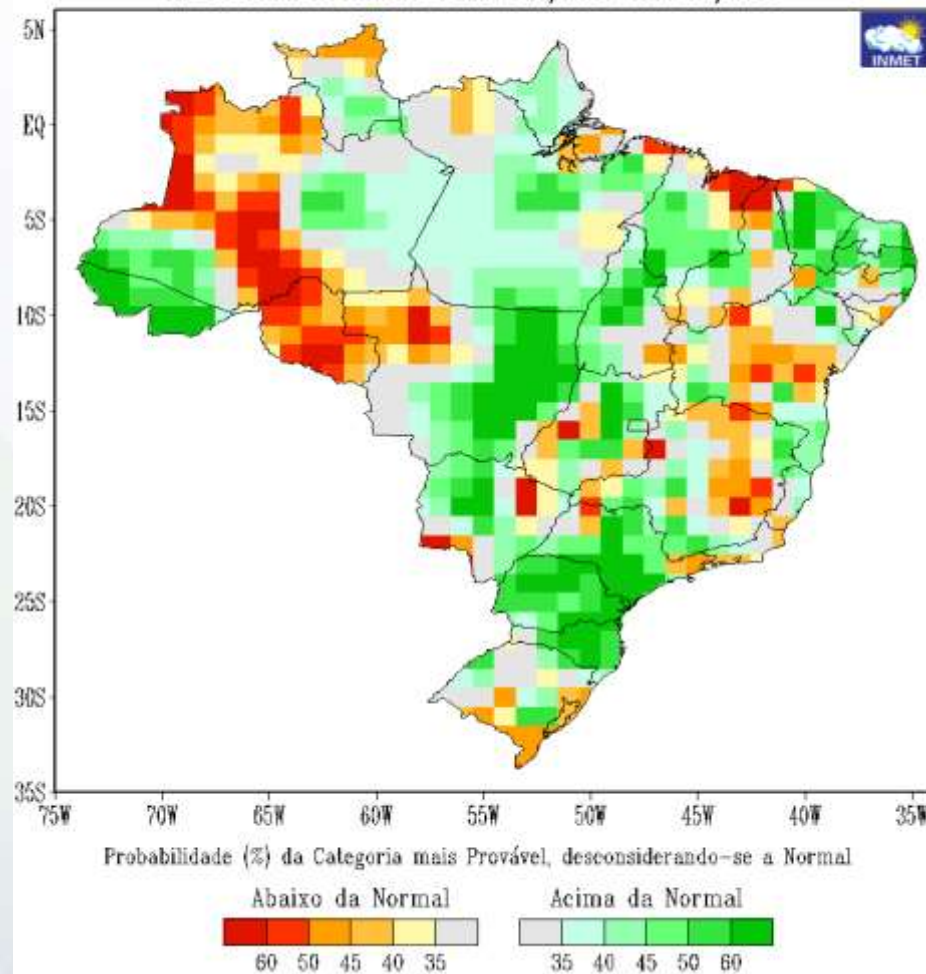 INMET
5N
EQ
5S
10S
15S
20S
25S
30S
35S
75W 70W 65W 60W 55W 50W 45W 40W 35W
Probabilidade (%) da Categoria mais Provável, desconsiderando-se a Normal
Abaixo da Normal Acima da Normal
60 50 45 40 35 35 40 45 50 60